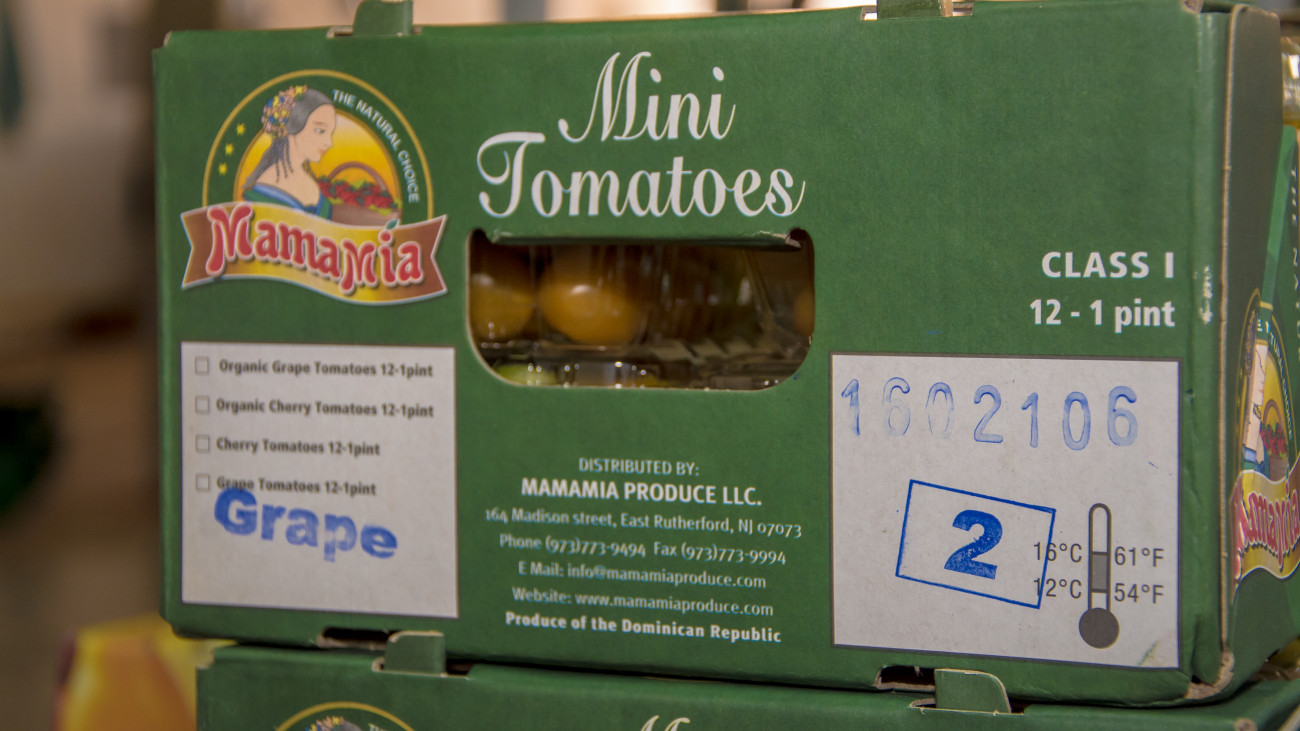 THE NATURAL CHOICE
MamaMia
Mini
Tomatoes
CLASS I
12 - 1 pint
Organic Grape Tomatoes 12-1pint
Organic Cherry Tomatoes 12-1pint
Cherry Tomatoes 12-1pint
Grape Tomatoes 12-1pint
Grape
DISTRIBUTED BY:
MAMAMIA PRODUCE LLC.
164 Madison street, East Rutherford, NJ 07073
Phone (973)773-9494 Fax (973)773-9994
E Mail: info@mamamiaproduce.com
Website: www.mamamiaproduce.com
Produce of the Dominican Republic
1602106
2
16°C 61°F
12°C 54°F